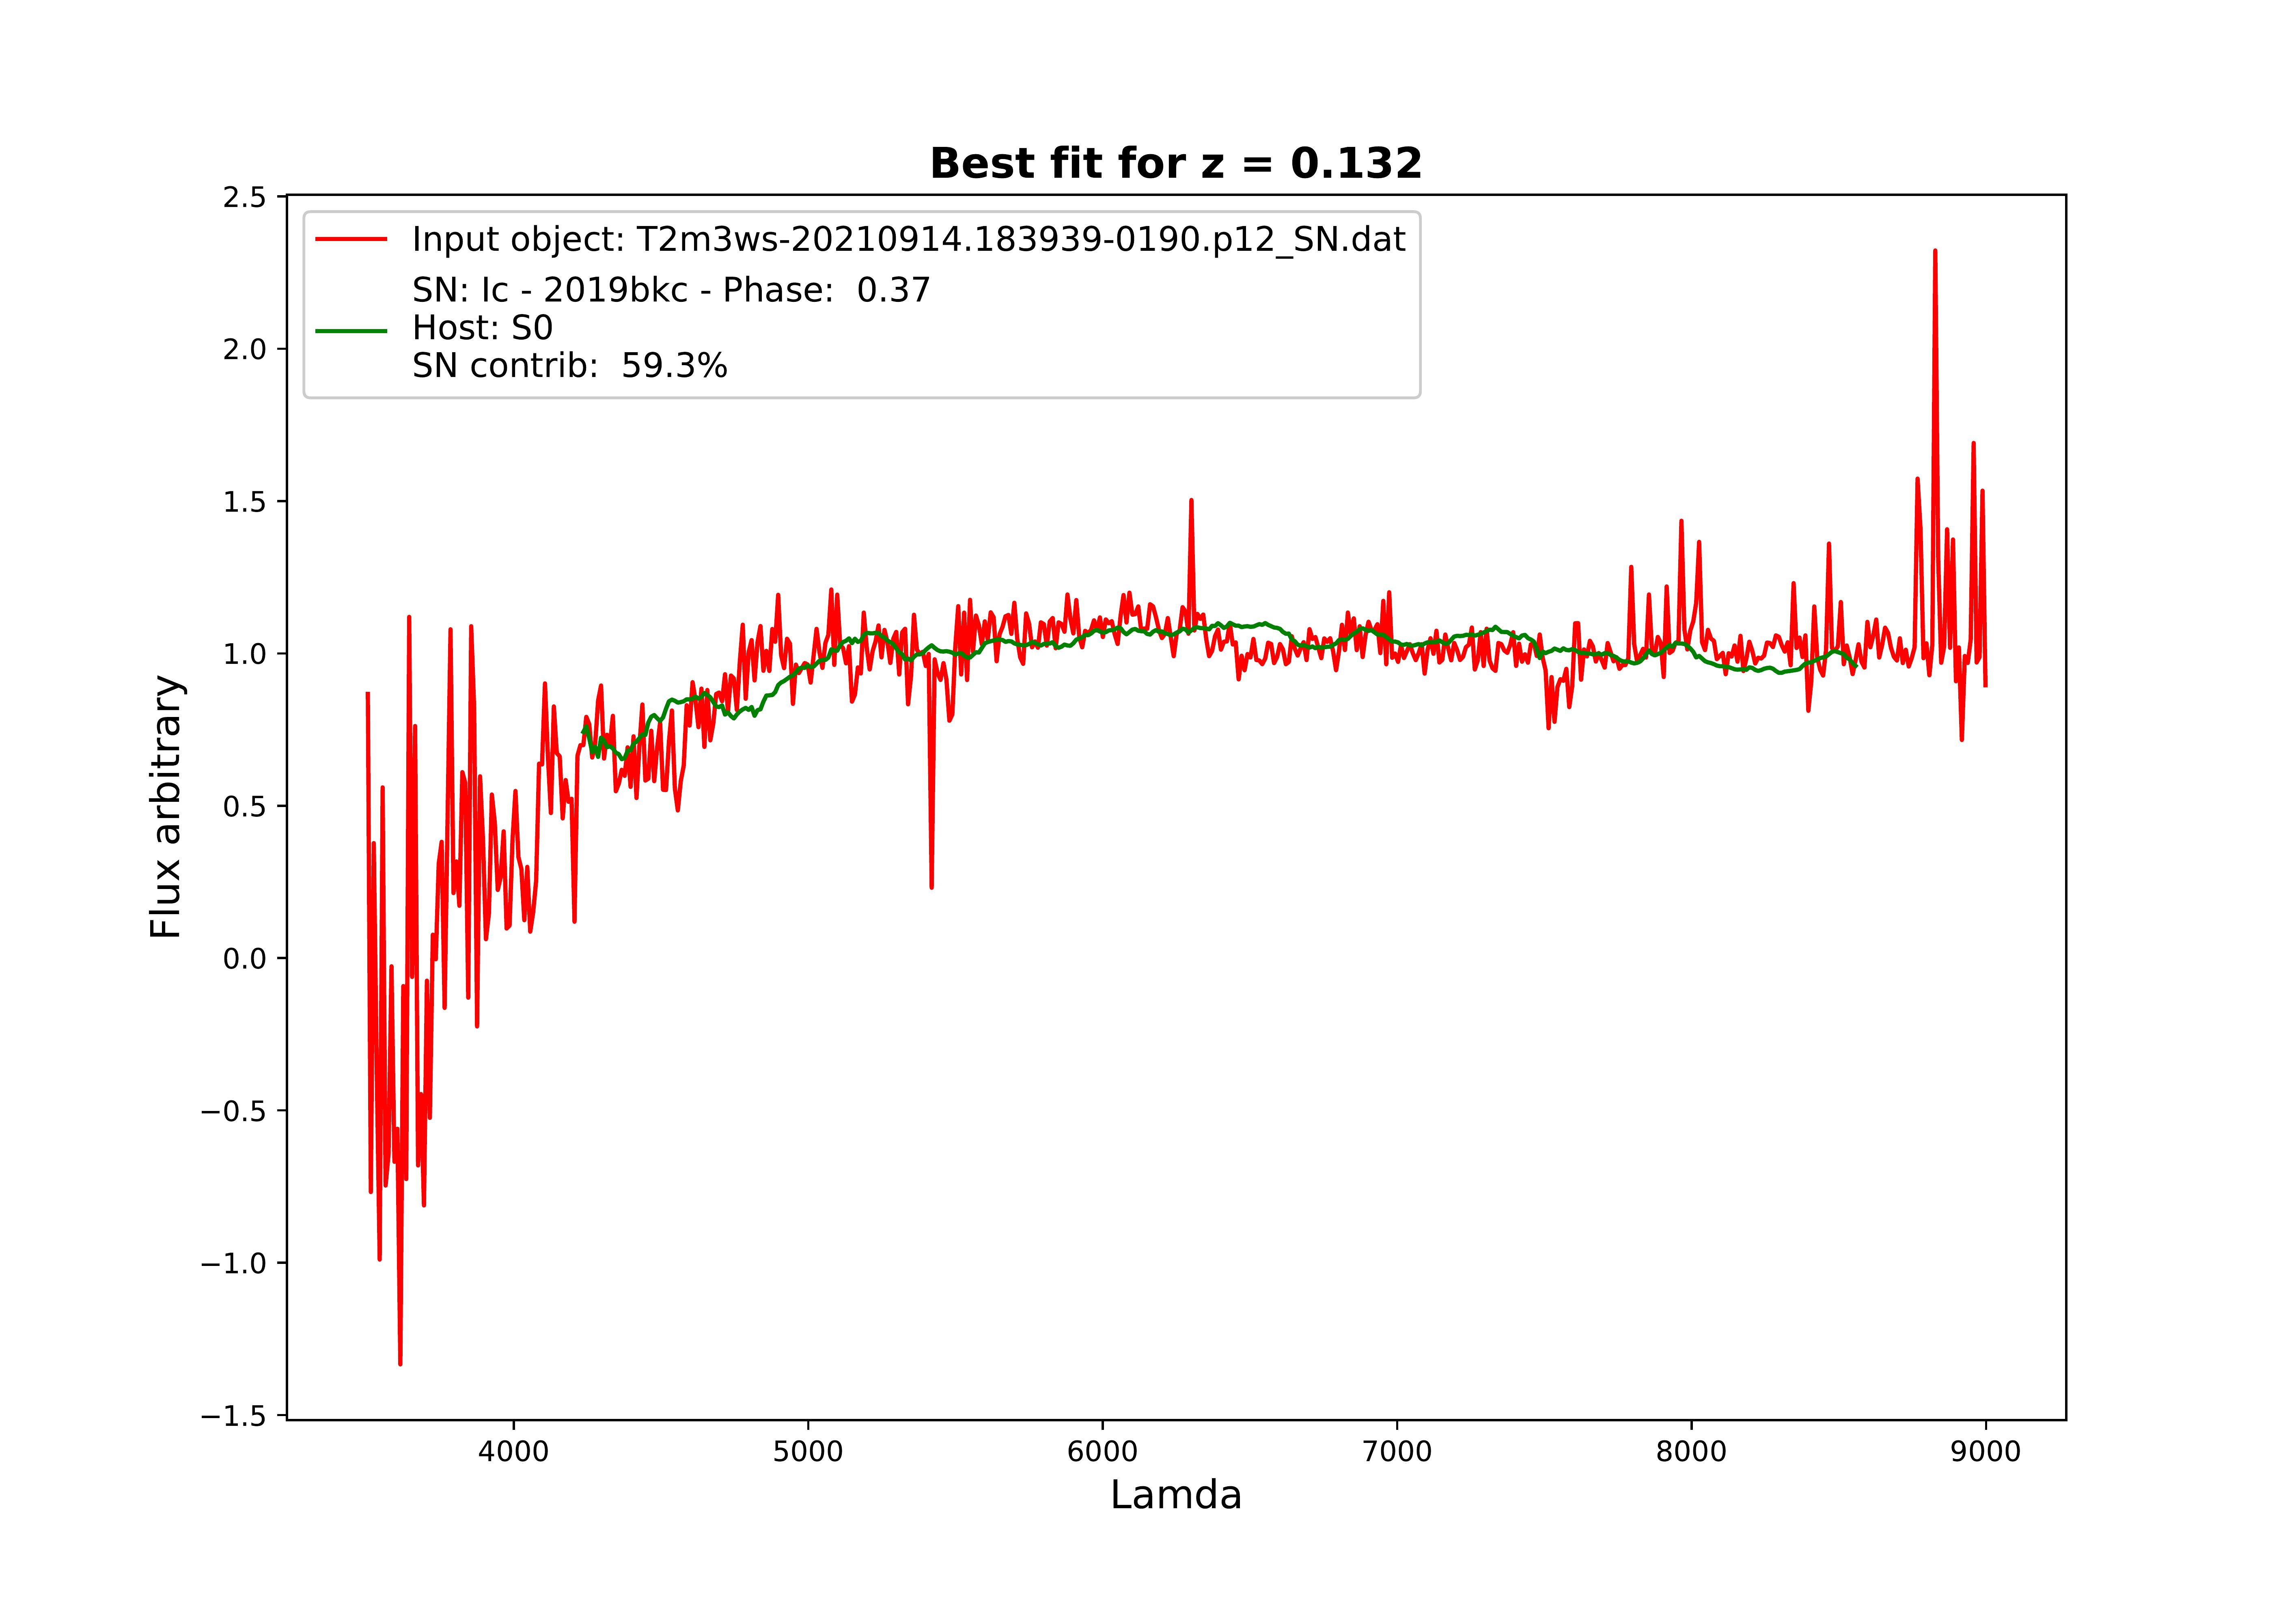 Best fit for z = 0.132
Input object: T2m3ws-20210914.183939-0190.p12_SN.dat
SN: Ic - 2019bkc - Phase:  0.37
Host: S0
SN contrib:  59.3%
Flux arbitrary
2.5
2.0
1.5
1.0
0.5
0.0
−0.5
−1.0
−1.5
4000 5000 6000 7000 8000 9000
Lamda